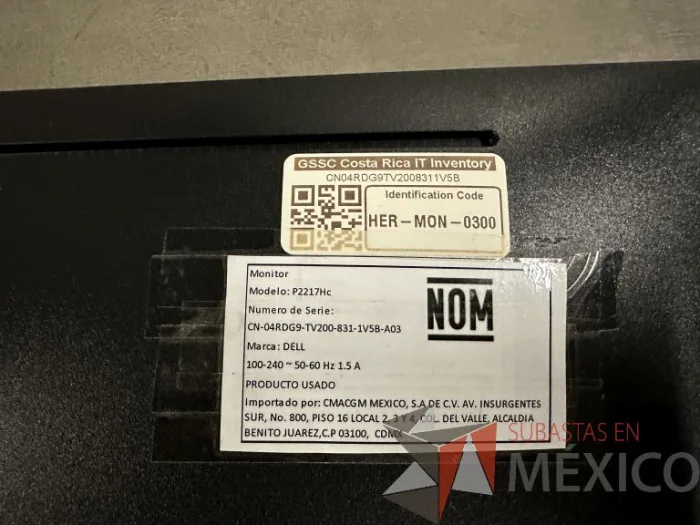 GSSC Costa Rica IT Inventory
CN04RDG9TV2008311V5B
Identification Code
HER-MON-0300
Monitor
Modelo: P2217Hc
Numero de Serie:
CN-04RDG9-TV200-831-1V5B-A03
Marca: DELL
100-240 ~ 50-60 Hz 1.5 A
PRODUCTO USADO
Importado por: CMACGM MEXICO, S.A DE C.V. AV. INSURGENTES
SUR, No. 800, PISO 16 LOCAL 2, 3 Y 4, COL. DEL VALLE, ALCALDIA
BENITO JUAREZ,C.P 03100, CDMX
NOM
SUBASTAS EN
MÉXICO